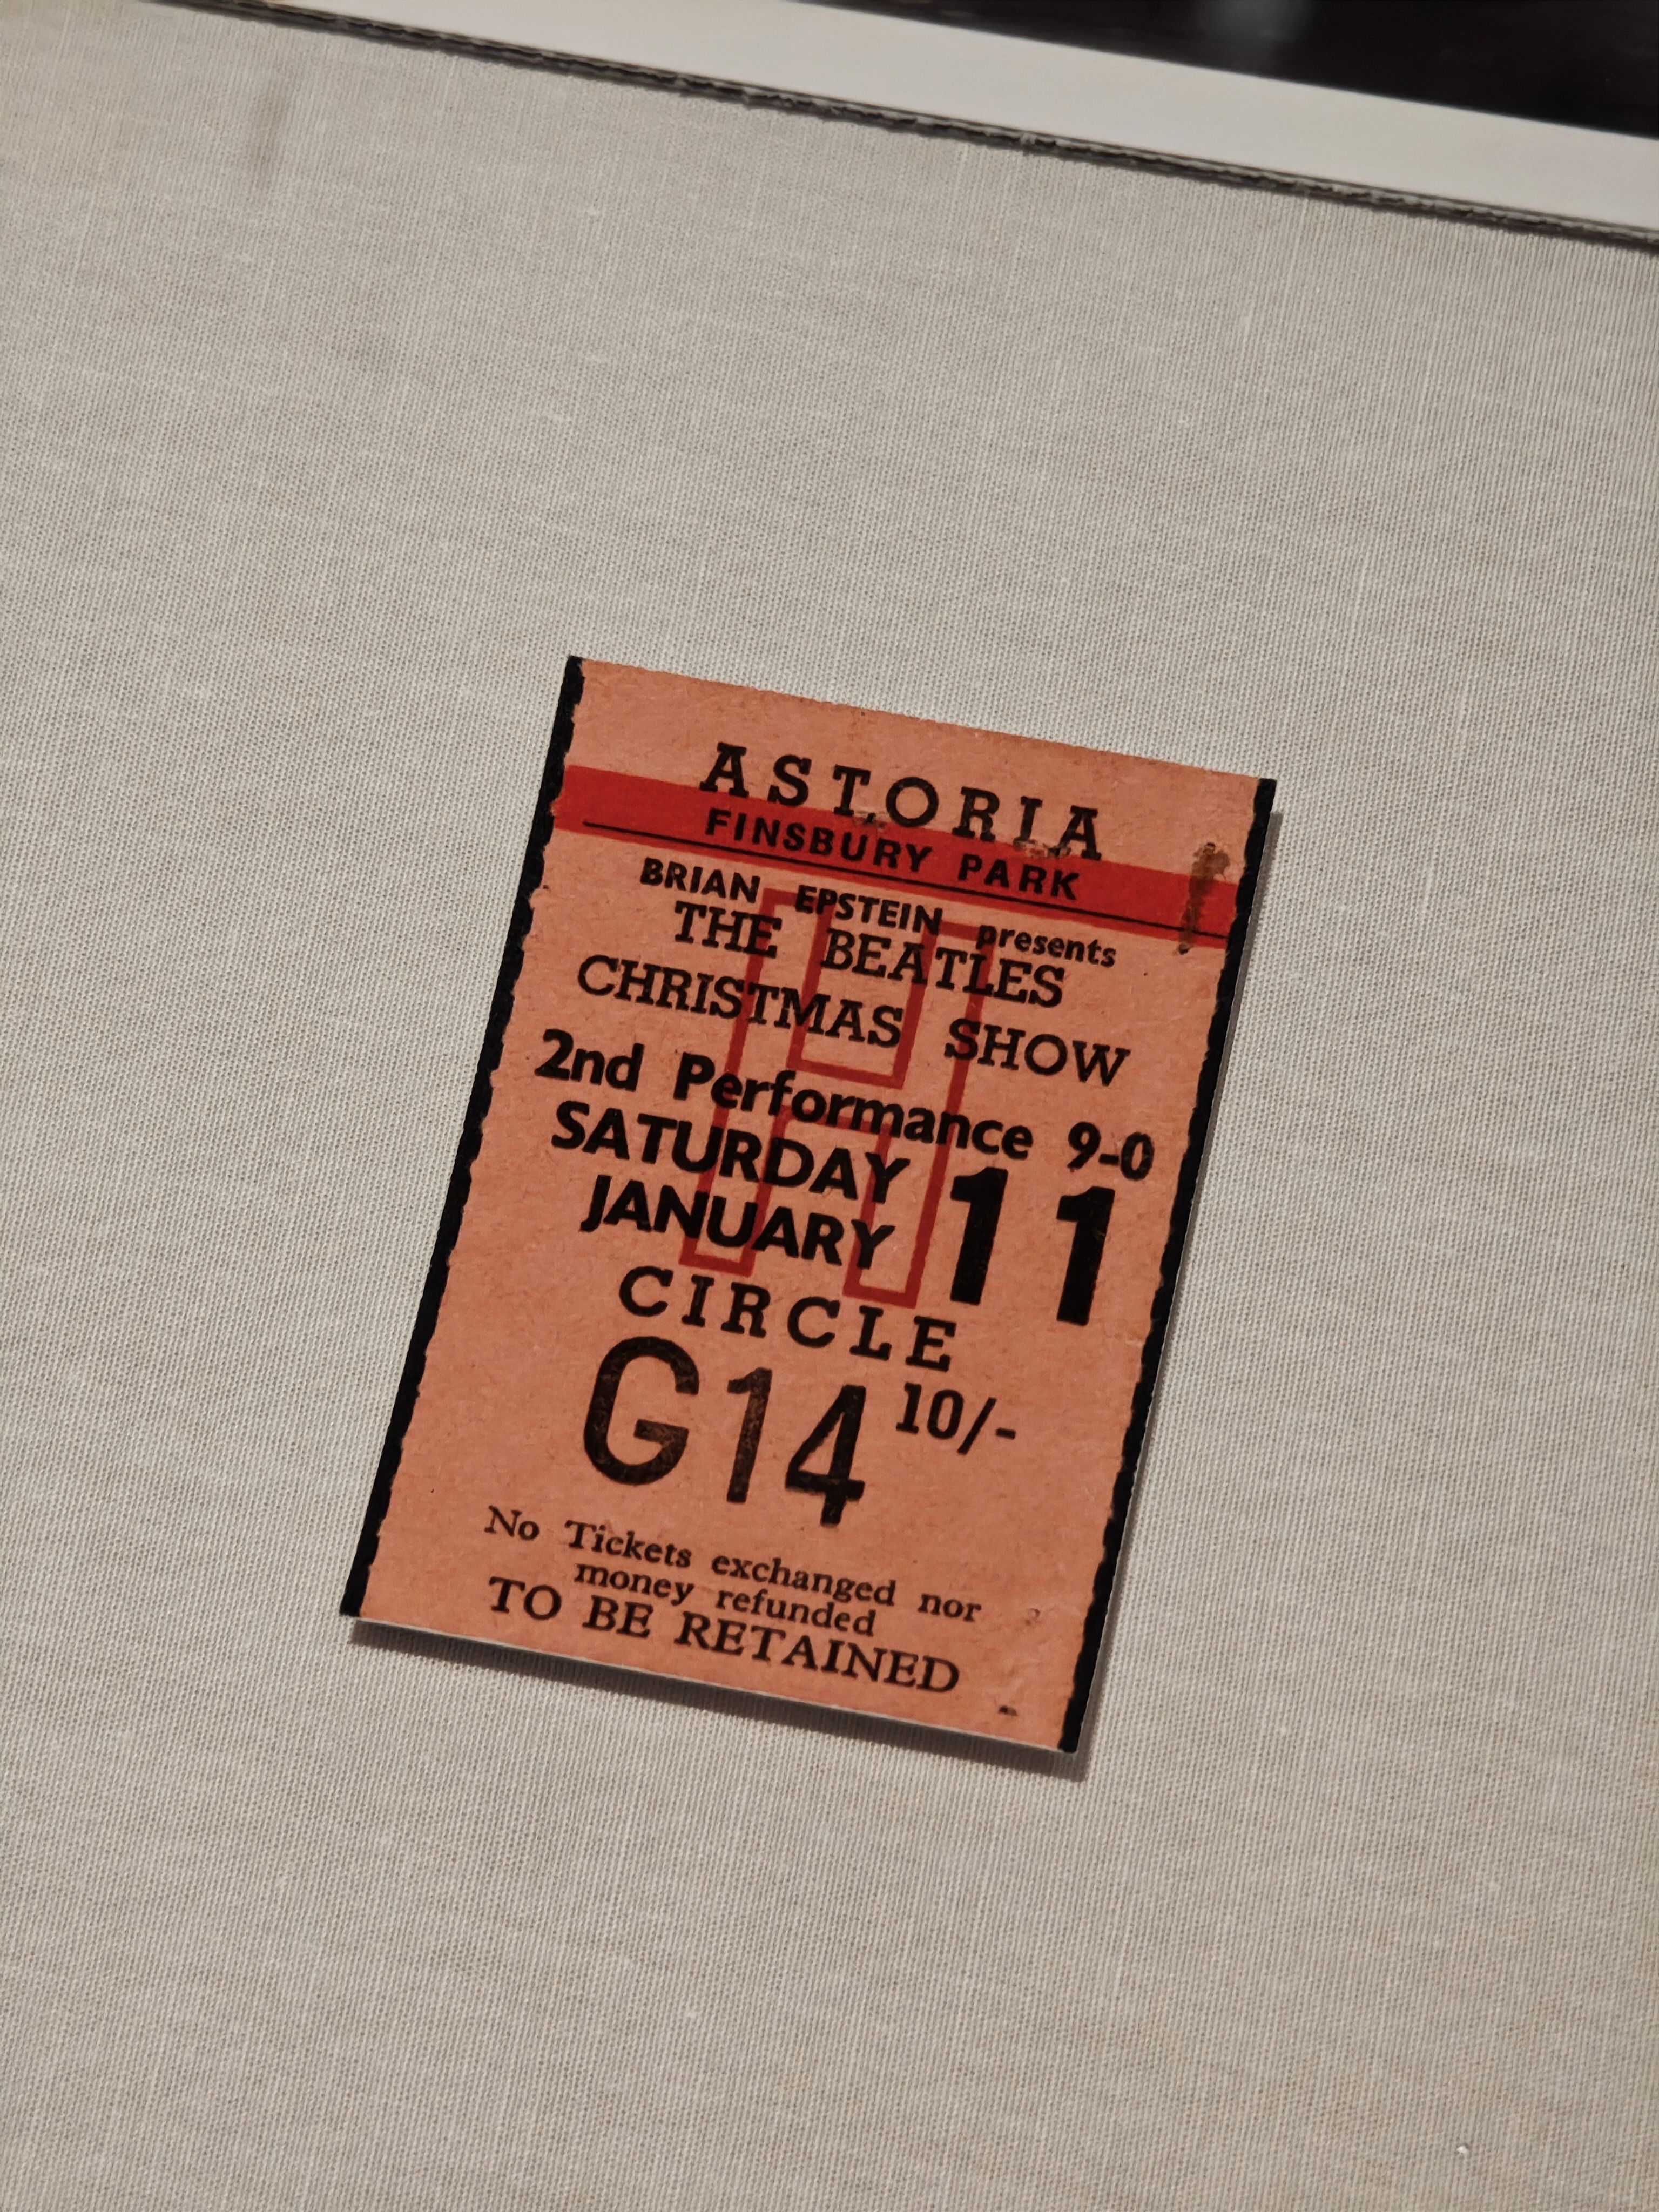 ASTORIA
FINSBURY PARK
BRIAN EPSTEIN presents
THE BEATLES
CHRISTMAS SHOW
2nd Performance 9-0
SATURDAY
JANUARY 11
CIRCLE
G14 10/-
No Tickets exchanged nor
money refunded
TO BE RETAINED
H